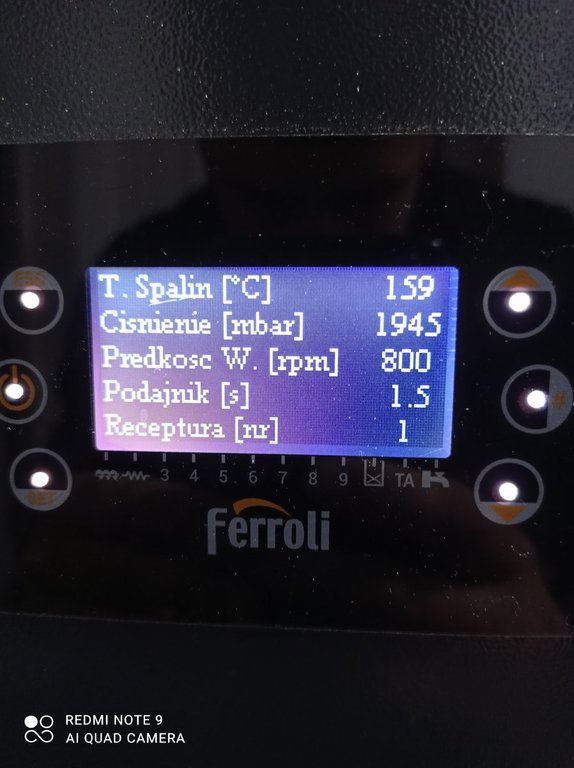 T. Spalin [°C] 159
Cisnienie [mbar] 1945
Predkosc W. [rpm] 800
Podajnik [s] 1.5
Receptura [nr] 1
3 4 5 6 7 8 9 TA
SET
#
Ferroli
REDMI NOTE 9
AI QUAD CAMERA